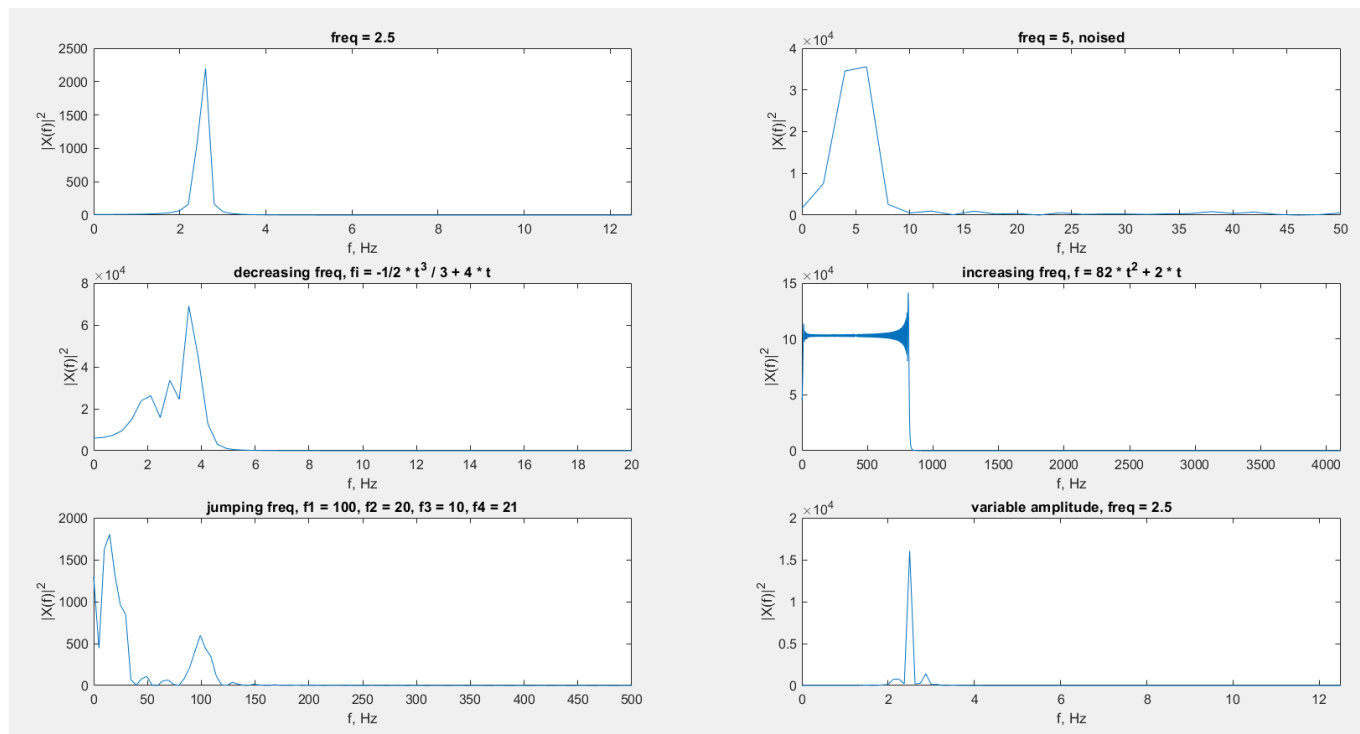 freq = 2.5
2500
2000
1500
1000
500
0
|X(f)|²
0 2 4 6 8 10 12
f, Hz
freq = 5, noised
×10⁴
4
3
2
1
0
|X(f)|²
0 5 10 15 20 25 30 35 40 45 50
f, Hz
decreasing freq, fi = -1/2 * t³ / 3 + 4 * t
×10⁴
8
6
4
2
0
|X(f)|²
0 2 4 6 8 10 12 14 16 18 20
f, Hz
increasing freq, f = 82 * t² + 2 * t
×10⁴
15
10
5
0
|X(f)|²
0 500 1000 1500 2000 2500 3000 3500 4000
f, Hz
jumping freq, f1 = 100, f2 = 20, f3 = 10, f4 = 21
2000
1500
1000
500
0
|X(f)|²
0 50 100 150 200 250 300 350 400 450 500
f, Hz
variable amplitude, freq = 2.5
×10⁴
2
1.5
1
0.5
0
|X(f)|²
0 2 4 6 8 10 12
f, Hz